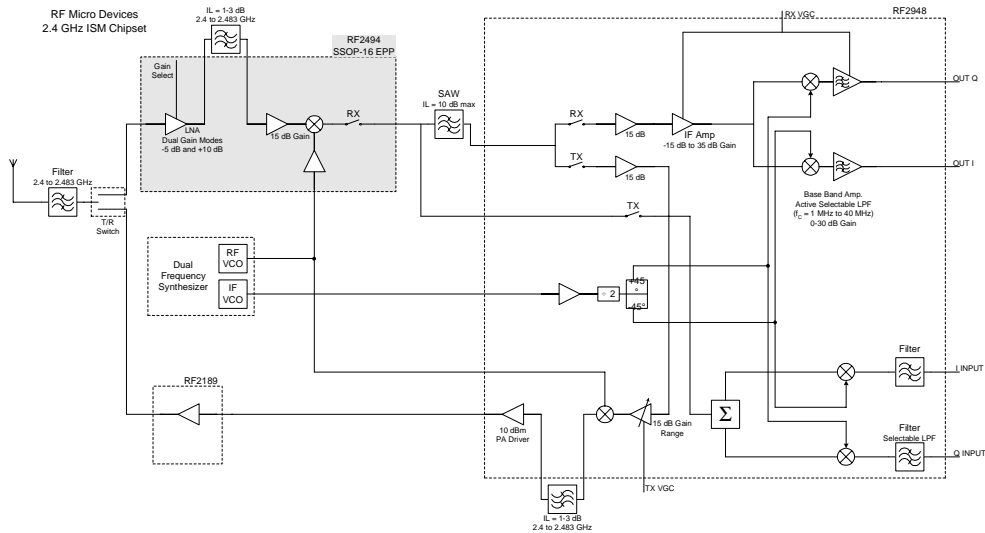 RF Micro Devices
2.4 GHz ISM Chipset
IL = 1-3 dB
2.4 to 2.483 GHz
RF2494
SSOP-16 EPP
Gain
Select
LNA
Dual Gain Modes
-5 dB and +10 dB
15 dB Gain
RX
SAW
IL = 10 dB max
RX VGC
RF2948
RX
15 dB
IF Amp
-15 dB to 35 dB Gain
TX
15 dB
OUT Q
OUT I
Base Band Amp.
Active Selectable LPF
(fC = 1 MHz to 40 MHz)
0-30 dB Gain
Filter
2.4 to 2.483 GHz
T/R
Switch
TX
Dual
Frequency
Synthesizer
RF
VCO
IF
VCO
÷ 2
+45
°
-45°
RF2189
10 dBm
PA Driver
15 dB Gain
Range
Σ
Filter
I INPUT
Filter
Selectable LPF
Q INPUT
TX VGC
IL = 1-3 dB
2.4 to 2.483 GHz